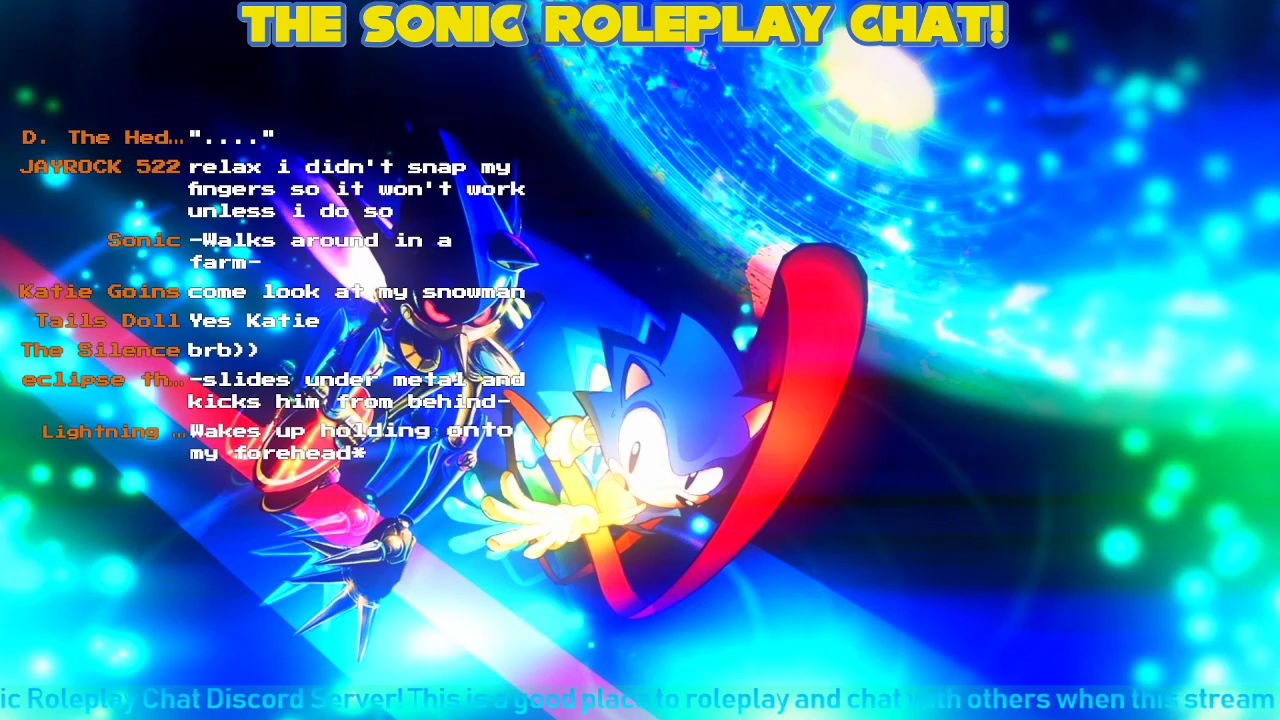 THE SONIC ROLEPLAY CHAT!
D. The Hed… "...."
JAYROCK 522 relax i didn't snap my
fingers so it won't work
unless i do so
Sonic -Walks around in a
farm-
Katie Goins come look at my snowman
Tails Doll Yes Katie
The Silence brb))
eclipse th… -slides under metal and
kicks him from behind-
Lightning … Wakes up holding onto
my forehead*
ic Roleplay Chat Discord Server! This is a good place to roleplay and chat with others when this stream